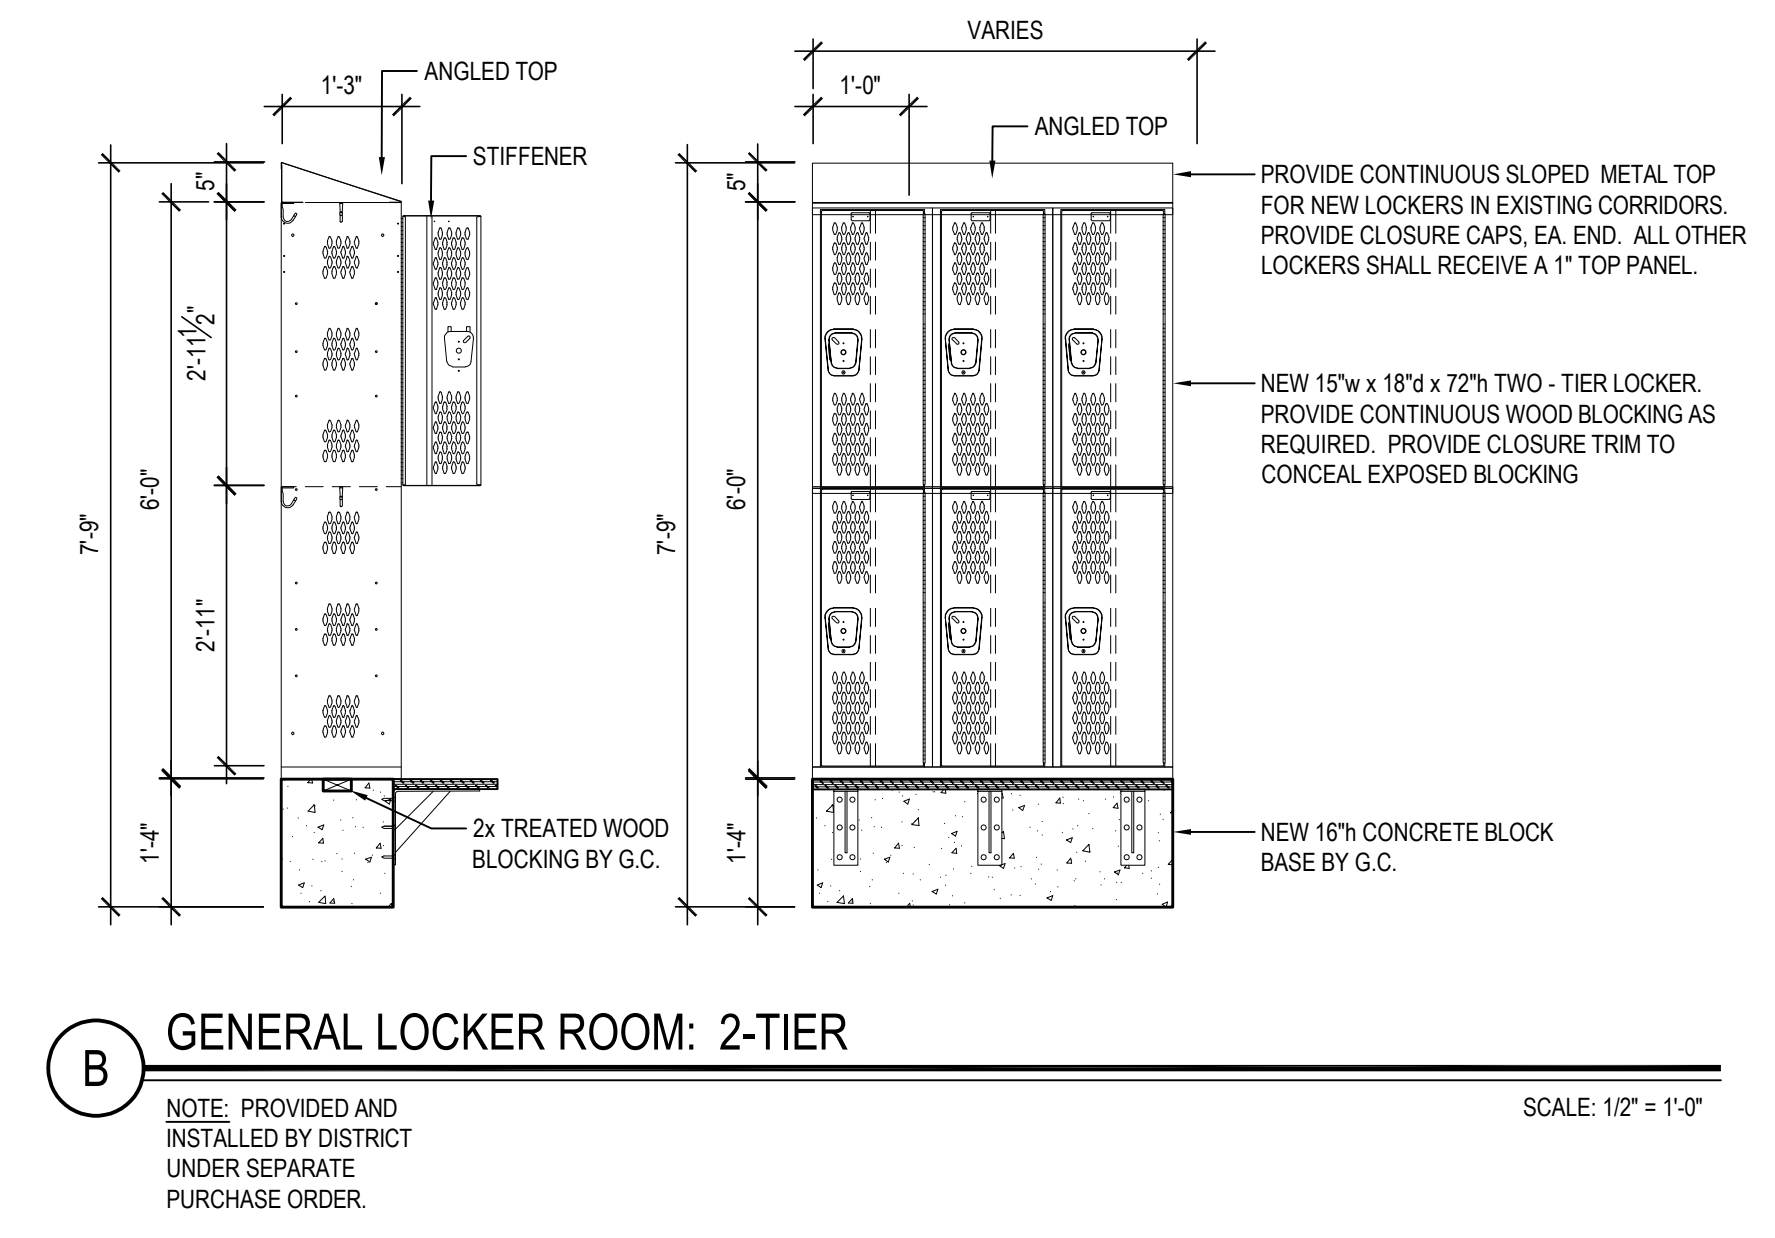 VARIES
1'-3"
ANGLED TOP
1'-0"
ANGLED TOP
STIFFENER
5"
5"
PROVIDE CONTINUOUS SLOPED METAL TOP
FOR NEW LOCKERS IN EXISTING CORRIDORS.
PROVIDE CLOSURE CAPS, EA. END. ALL OTHER
LOCKERS SHALL RECEIVE A 1" TOP PANEL.
2'-11 1/2"
NEW 15"w x 18"d x 72"h TWO - TIER LOCKER.
PROVIDE CONTINUOUS WOOD BLOCKING AS
REQUIRED. PROVIDE CLOSURE TRIM TO
CONCEAL EXPOSED BLOCKING
6'-0"
6'-0"
7'-9"
7'-9"
2'-11"
1'-4"
2x TREATED WOOD
BLOCKING BY G.C.
1'-4"
NEW 16"h CONCRETE BLOCK
BASE BY G.C.
B
GENERAL LOCKER ROOM: 2-TIER
NOTE: PROVIDED AND
INSTALLED BY DISTRICT
UNDER SEPARATE
PURCHASE ORDER.
SCALE: 1/2" = 1'-0"